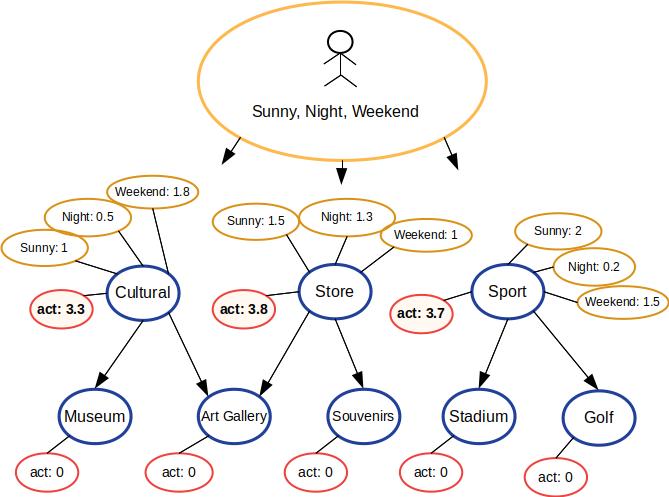 Sunny, Night, Weekend
Weekend: 1.8
Night: 0.5
Sunny: 1
Sunny: 1.5
Night: 1.3
Weekend: 1
Sunny: 2
Night: 0.2
Weekend: 1.5
Cultural
Store
Sport
act: 3.3
act: 3.8
act: 3.7
Museum
Art Gallery
Souvenirs
Stadium
Golf
act: 0
act: 0
act: 0
act: 0
act: 0